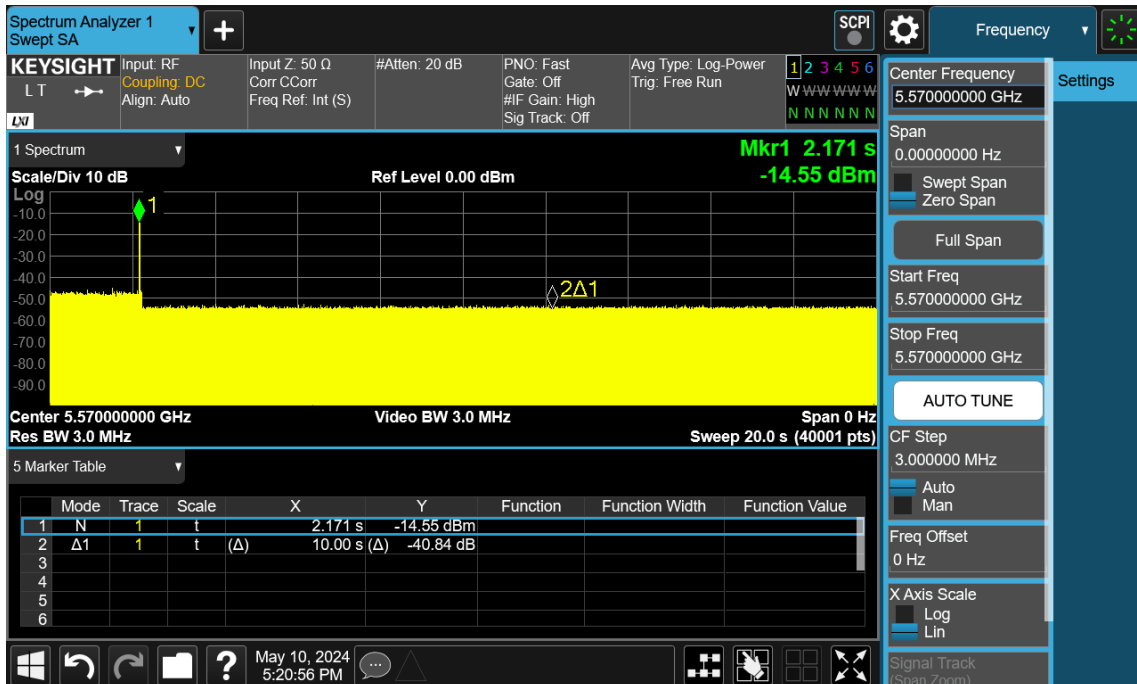 Spectrum Analyzer 1
Swept SA
SCPI
Frequency
KEYSIGHT
LT
LXI
Input: RF
Coupling: DC
Align: Auto
Input Z: 50 Ω
Corr CCorr
Freq Ref: Int (S)
#Atten: 20 dB
PNO: Fast
Gate: Off
#IF Gain: High
Sig Track: Off
Avg Type: Log-Power
Trig: Free Run
1 2 3 4 5 6
W W W W W W
N N N N N N
1 Spectrum
Mkr1 2.171 s
-14.55 dBm
Scale/Div 10 dB
Ref Level 0.00 dBm
Log
-10.0
-20.0
-30.0
-40.0
-50.0
-60.0
-70.0
-80.0
-90.0
1
2Δ1
Center 5.570000000 GHz
Video BW 3.0 MHz
Span 0 Hz
Res BW 3.0 MHz
Sweep 20.0 s (40001 pts)
5 Marker Table
Mode Trace Scale X Y Function Function Width Function Value
1 N 1 t 2.171 s -14.55 dBm
2 Δ1 1 t (Δ) 10.00 s (Δ) -40.84 dB
3
4
5
6
May 10, 2024
5:20:56 PM
?
Center Frequency
5.570000000 GHz
Span
0.00000000 Hz
Swept Span
Zero Span
Full Span
Start Freq
5.570000000 GHz
Stop Freq
5.570000000 GHz
AUTO TUNE
CF Step
3.000000 MHz
Auto
Man
Freq Offset
0 Hz
X Axis Scale
Log
Lin
Signal Track
(Span Zoom)
Settings